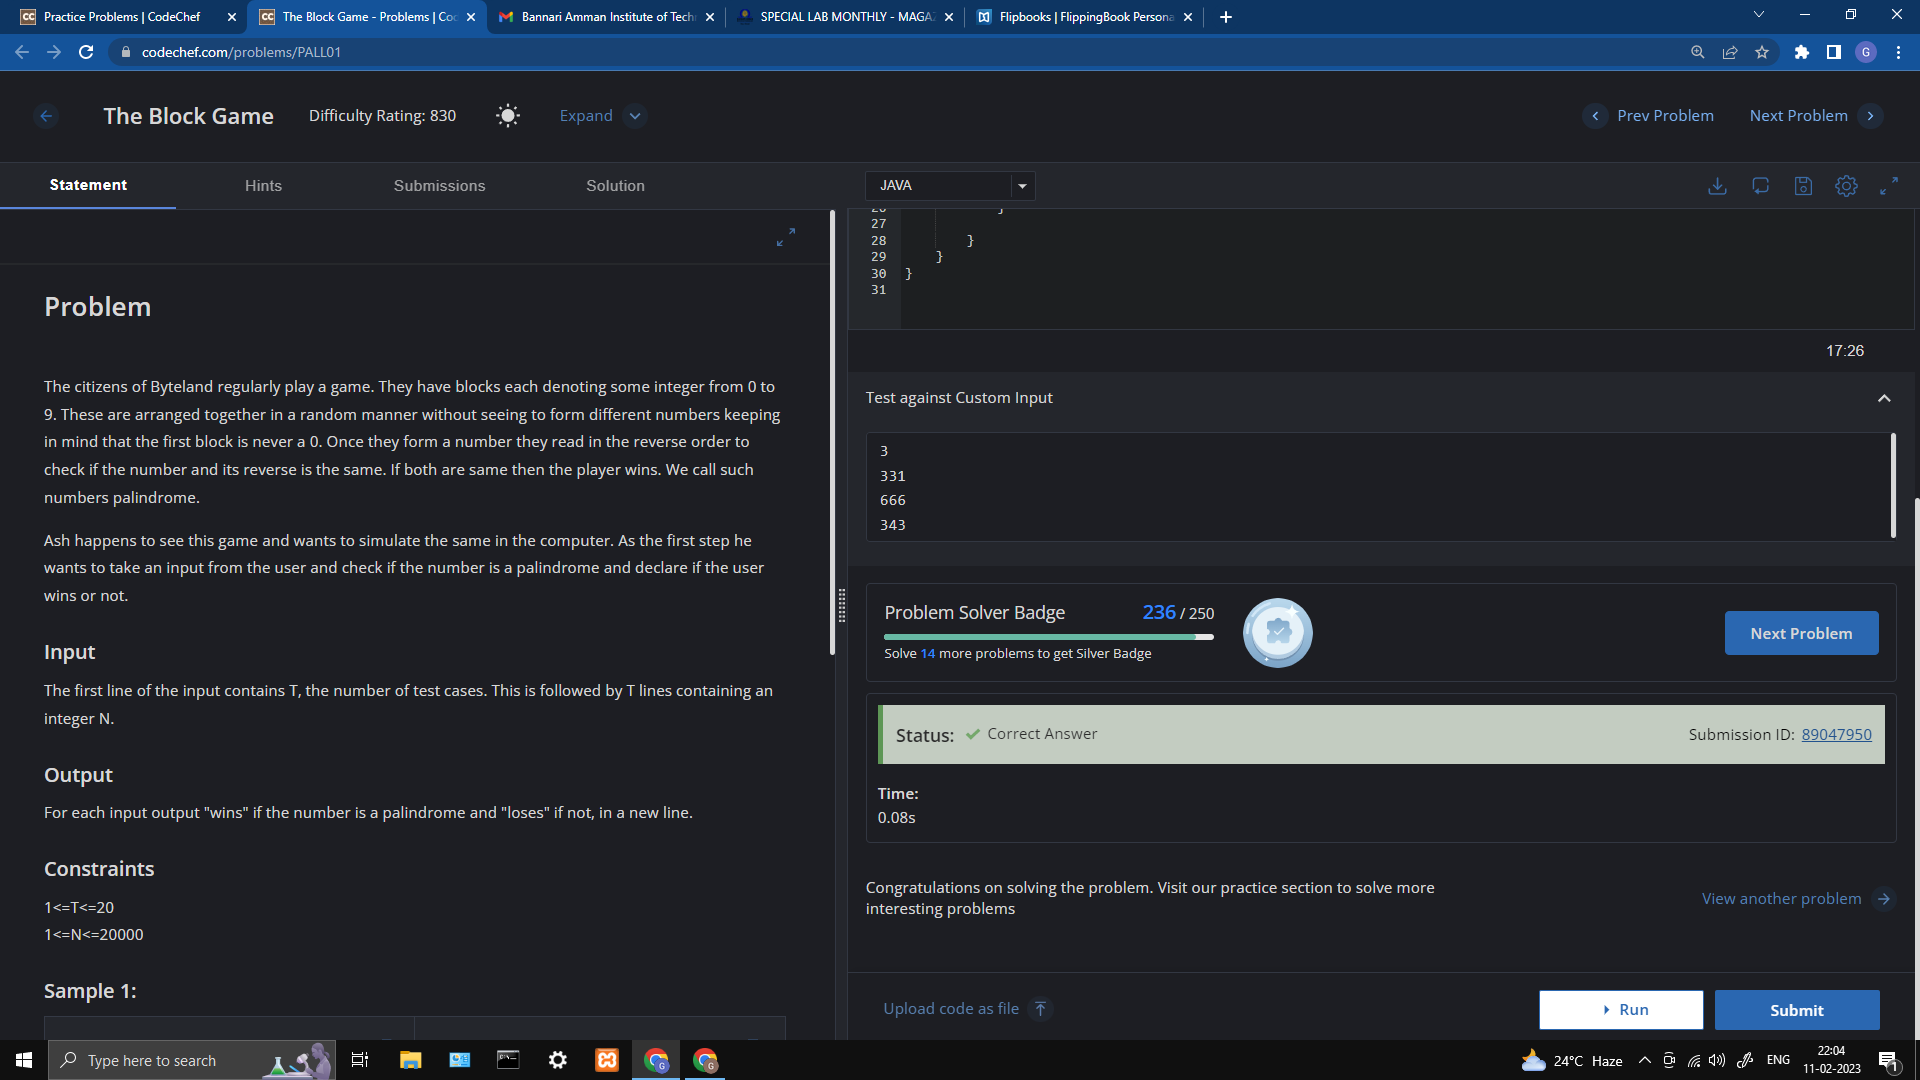 Practice Problems | CodeChef
The Block Game - Problems | Coc
Bannari Amman Institute of Tech
SPECIAL LAB MONTHLY - MAGA
Flipbooks | FlippingBook Persona
codechef.com/problems/PALL01
G
The Block Game
Difficulty Rating: 830
Expand
Prev Problem
Next Problem
Statement
Hints
Submissions
Solution
JAVA
Problem
The citizens of Byteland regularly play a game. They have blocks each denoting some integer from 0 to
9. These are arranged together in a random manner without seeing to form different numbers keeping
in mind that the first block is never a 0. Once they form a number they read in the reverse order to
check if the number and its reverse is the same. If both are same then the player wins. We call such
numbers palindrome.
Ash happens to see this game and wants to simulate the same in the computer. As the first step he
wants to take an input from the user and check if the number is a palindrome and declare if the user
wins or not.
Input
The first line of the input contains T, the number of test cases. This is followed by T lines containing an
integer N.
Output
For each input output "wins" if the number is a palindrome and "loses" if not, in a new line.
Constraints
1<=T<=20
1<=N<=20000
Sample 1:
26 }
27
28 }
29 }
30 }
31
17:26
Test against Custom Input
3
331
666
343
Problem Solver Badge
236 / 250
Solve 14 more problems to get Silver Badge
Next Problem
Status: Correct Answer
Submission ID: 89047950
Time:
0.08s
Congratulations on solving the problem. Visit our practice section to solve more
interesting problems
View another problem
Upload code as file
Run
Submit
Type here to search
24°C Haze
ENG
22:04
11-02-2023
1